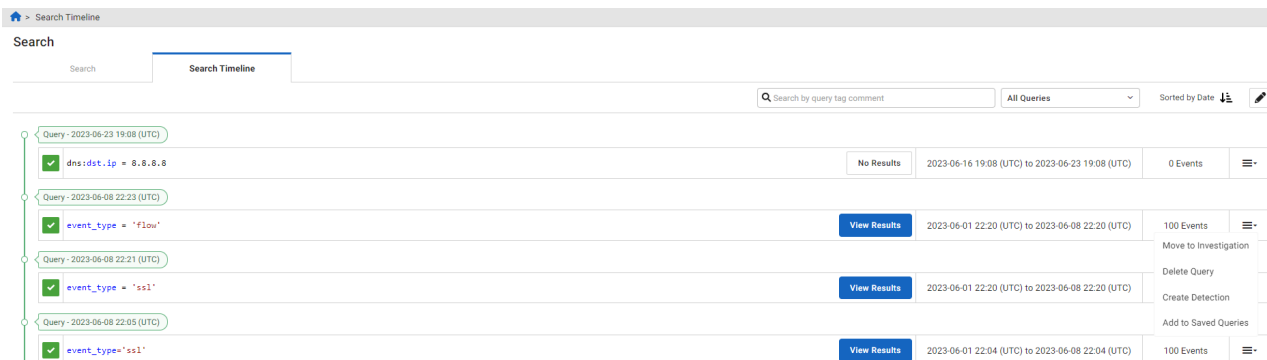 > Search Timeline
Search
Search Search Timeline
Search by query tag comment All Queries Sorted by Date
Query - 2023-06-23 19:08 (UTC)
dns:dst.ip = 8.8.8.8 No Results 2023-06-16 19:08 (UTC) to 2023-06-23 19:08 (UTC) 0 Events
Query - 2023-06-08 22:23 (UTC)
event_type = 'flow' View Results 2023-06-01 22:20 (UTC) to 2023-06-08 22:20 (UTC) 100 Events
Move to Investigation
Query - 2023-06-08 22:21 (UTC)
Delete Query
event_type = 'ssl' View Results 2023-06-01 22:20 (UTC) to 2023-06-08 22:20 (UTC)
Create Detection
Query - 2023-06-08 22:05 (UTC)
Add to Saved Queries
event_type='ssl' View Results 2023-06-01 22:04 (UTC) to 2023-06-08 22:04 (UTC) 100 Events